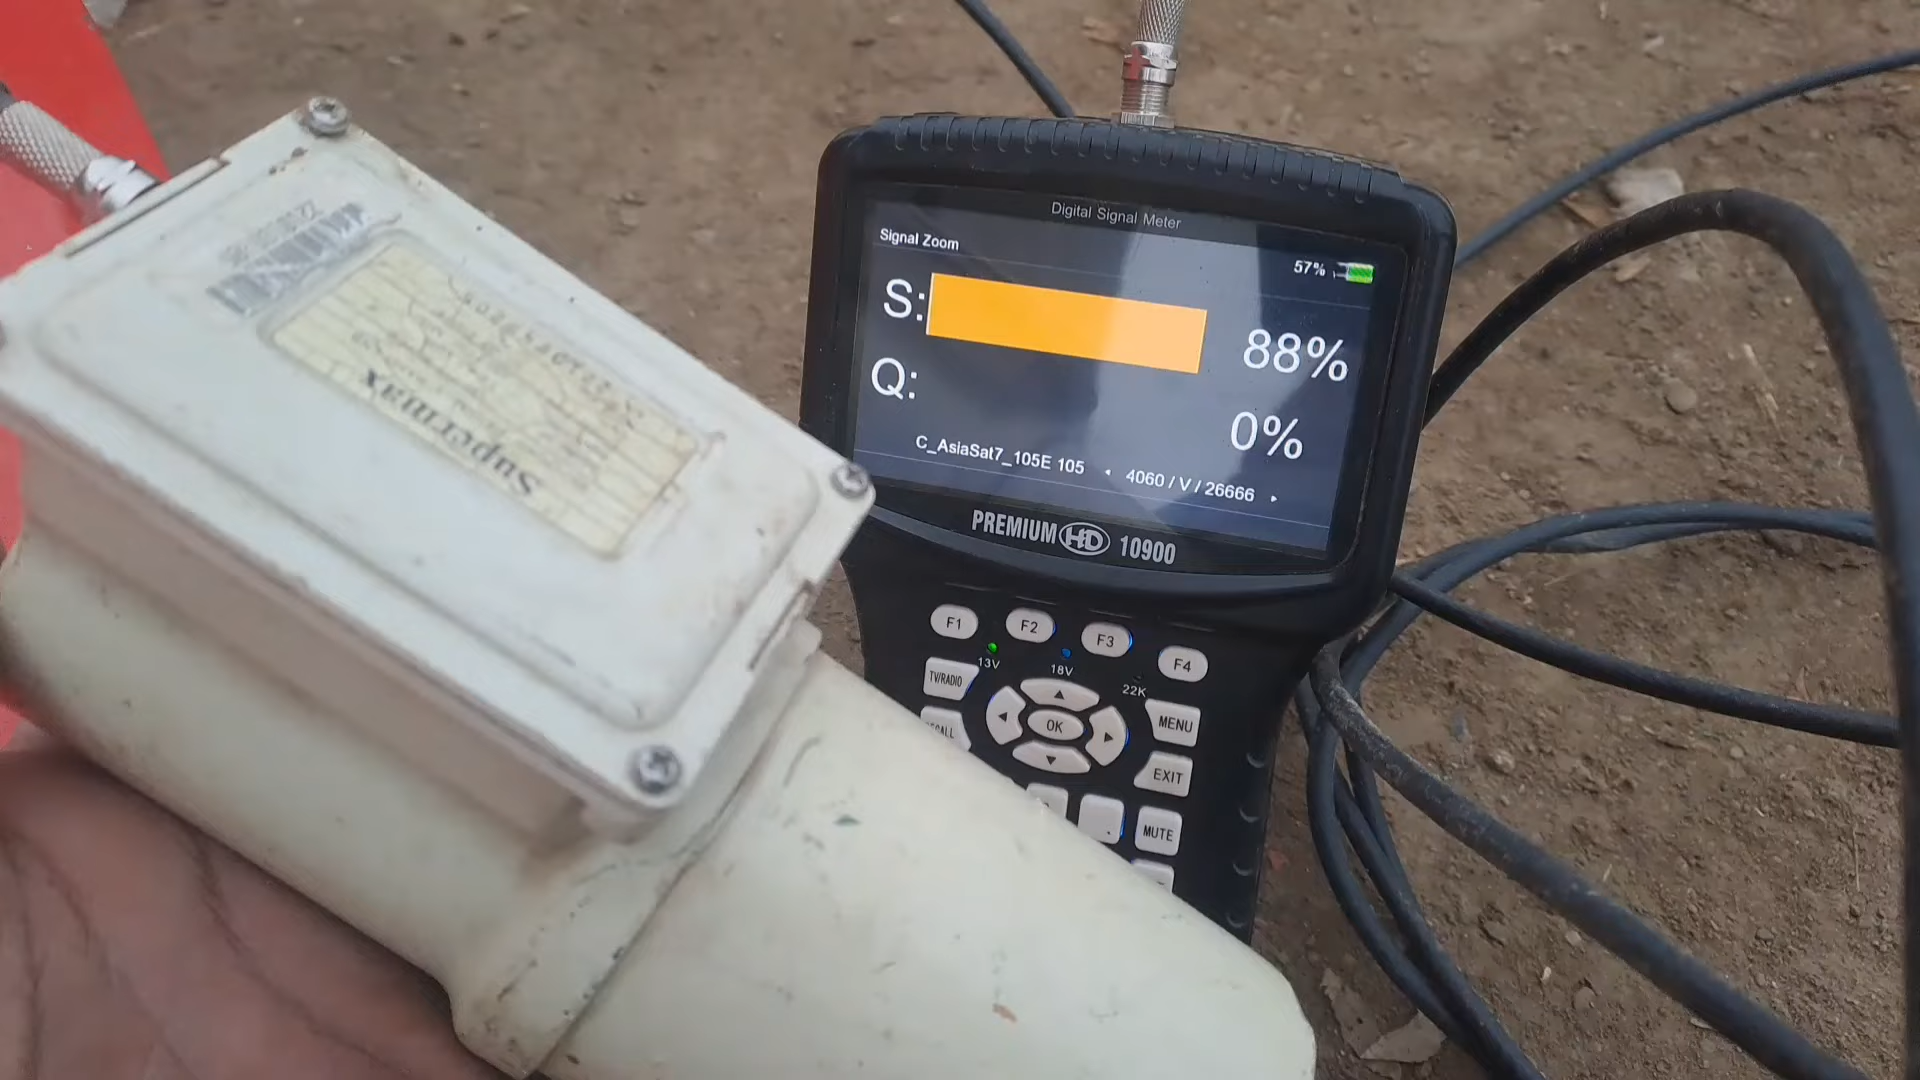 Supermax
Digital Signal Meter
Signal Zoom
57%
S:
88%
Q:
0%
C_AsiaSat7_105E 105
4060 / V / 26666
PREMIUM HD 10900
F1
F2
F3
F4
13V
18V
22K
TV/RADIO
MENU
OK
EXIT
MUTE